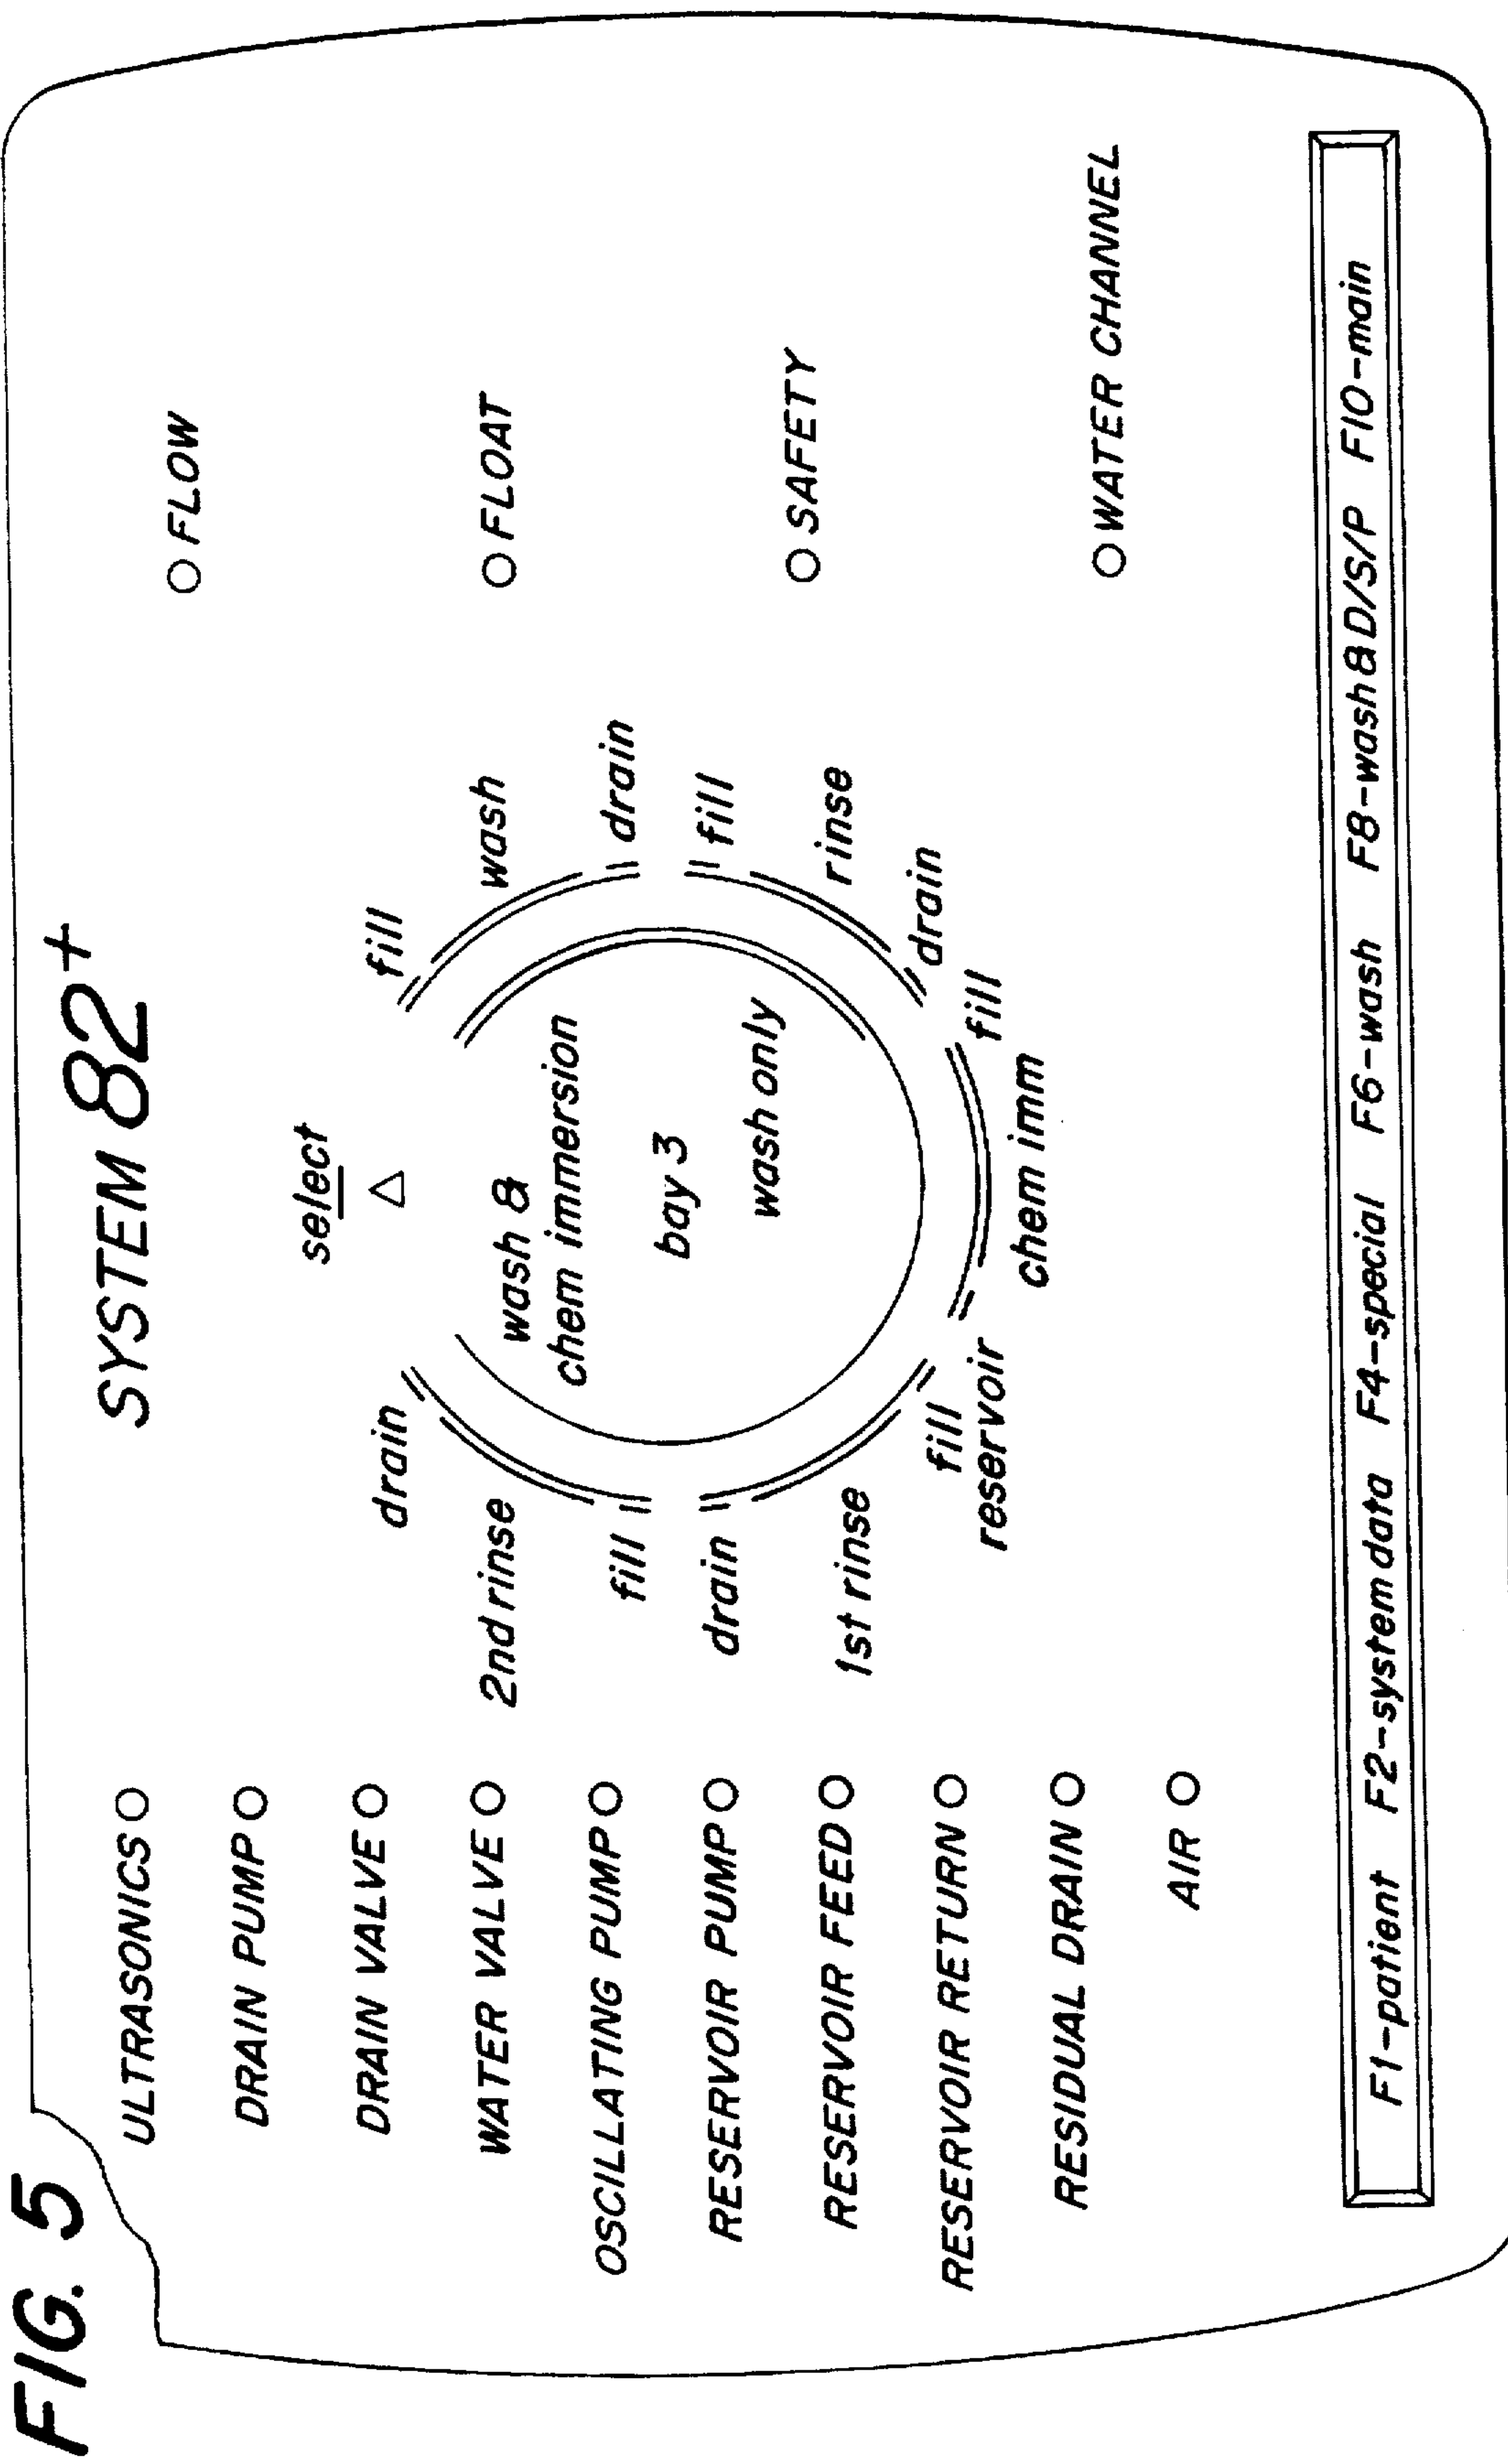 FIG. 5
SYSTEM 82+
ULTRASONICS
DRAIN PUMP
DRAIN VALVE
WATER VALVE
OSCILLATING PUMP
RESERVOIR PUMP
RESERVOIR FEED
RESERVOIR RETURN
RESIDUAL DRAIN
AIR
select
fill
wash
drain
fill
rinse
drain
fill
chem imm
reservoir
fill
1st rinse
drain
fill
2nd rinse
drain
wash &
chem immersion
bay 3
wash only
FLOW
FLOAT
SAFETY
WATER CHANNEL
F1-patient F2-system data F4-special F6-wash F8-wash & D/S/P F10-main